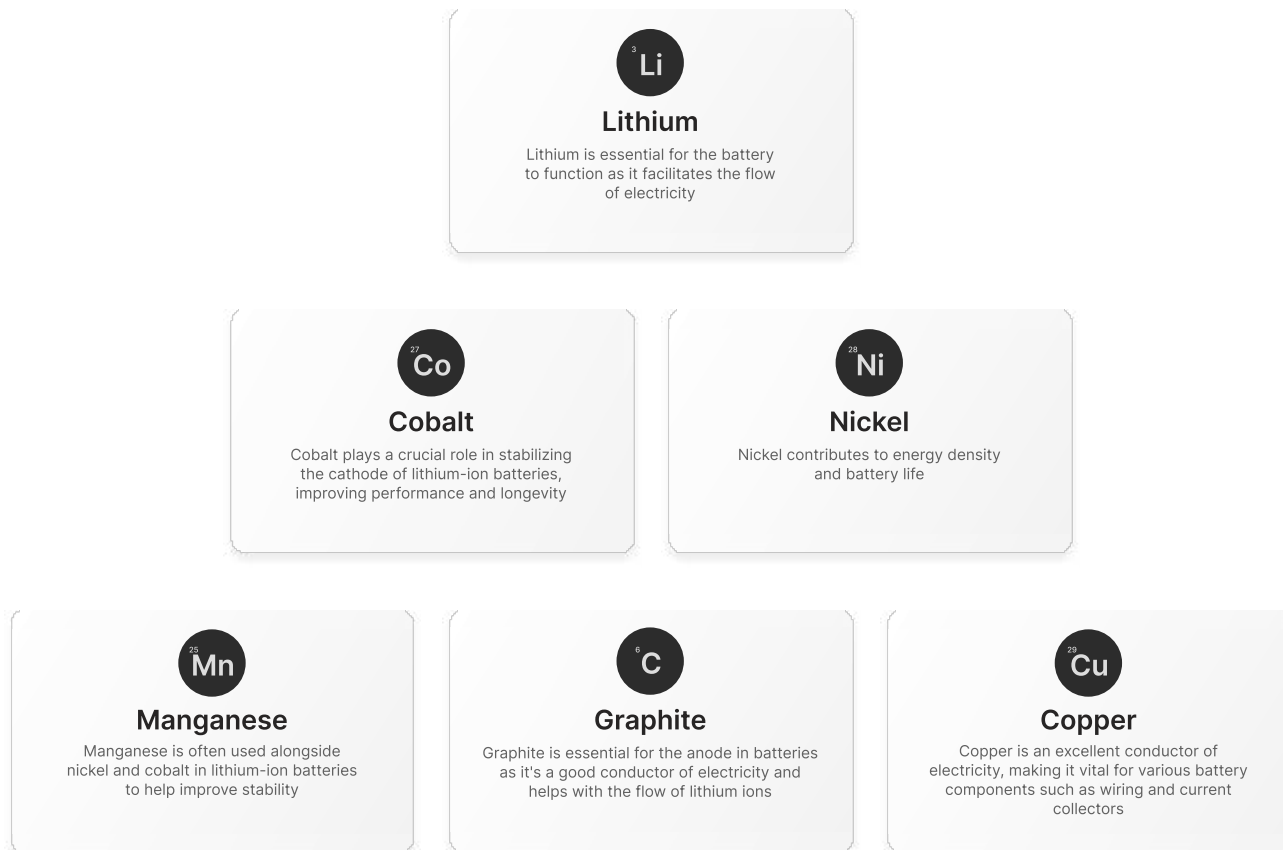 3
Li
Lithium
Lithium is essential for the battery
to function as it facilitates the flow
of electricity
27
Co
Cobalt
Cobalt plays a crucial role in stabilizing
the cathode of lithium-ion batteries,
improving performance and longevity
28
Ni
Nickel
Nickel contributes to energy density
and battery life
25
Mn
Manganese
Manganese is often used alongside
nickel and cobalt in lithium-ion batteries
to help improve stability
6
C
Graphite
Graphite is essential for the anode in batteries
as it's a good conductor of electricity and
helps with the flow of lithium ions
29
Cu
Copper
Copper is an excellent conductor of
electricity, making it vital for various battery
components such as wiring and current
collectors